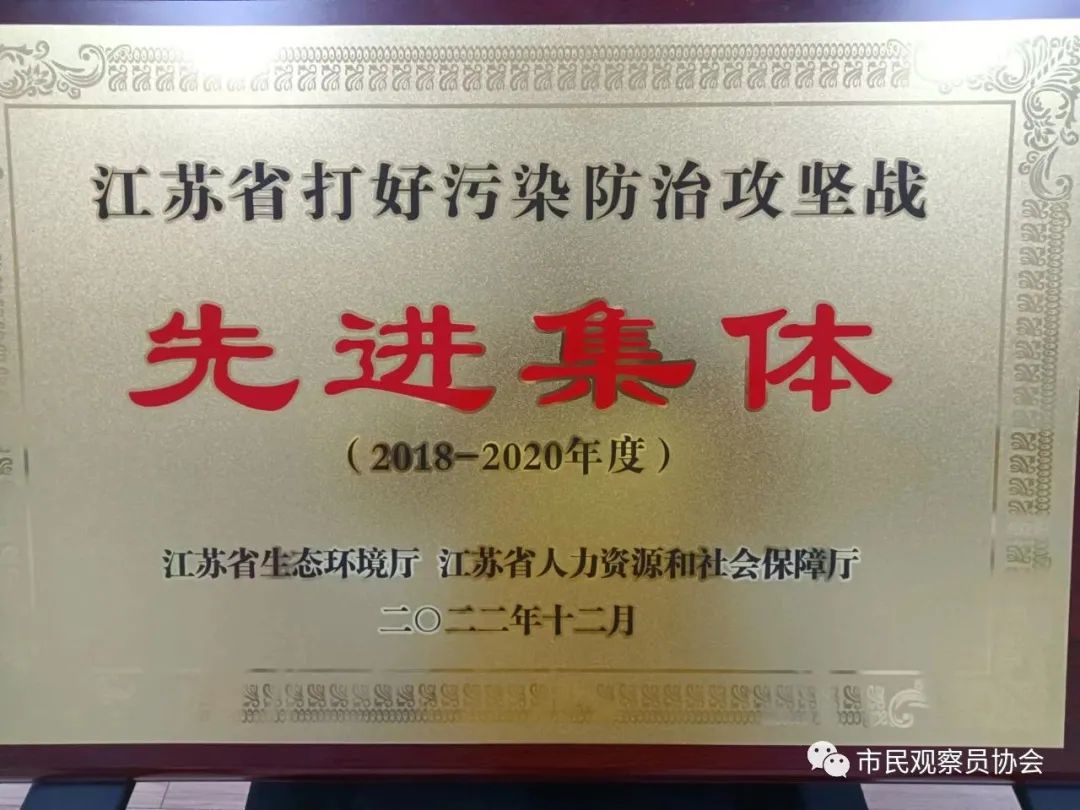 江苏省打好污染防治攻坚战
先进集体
（2018-2020年度）
江苏省生态环境厅 江苏省人力资源和社会保障厅
二〇二二年十二月
市民观察员协会